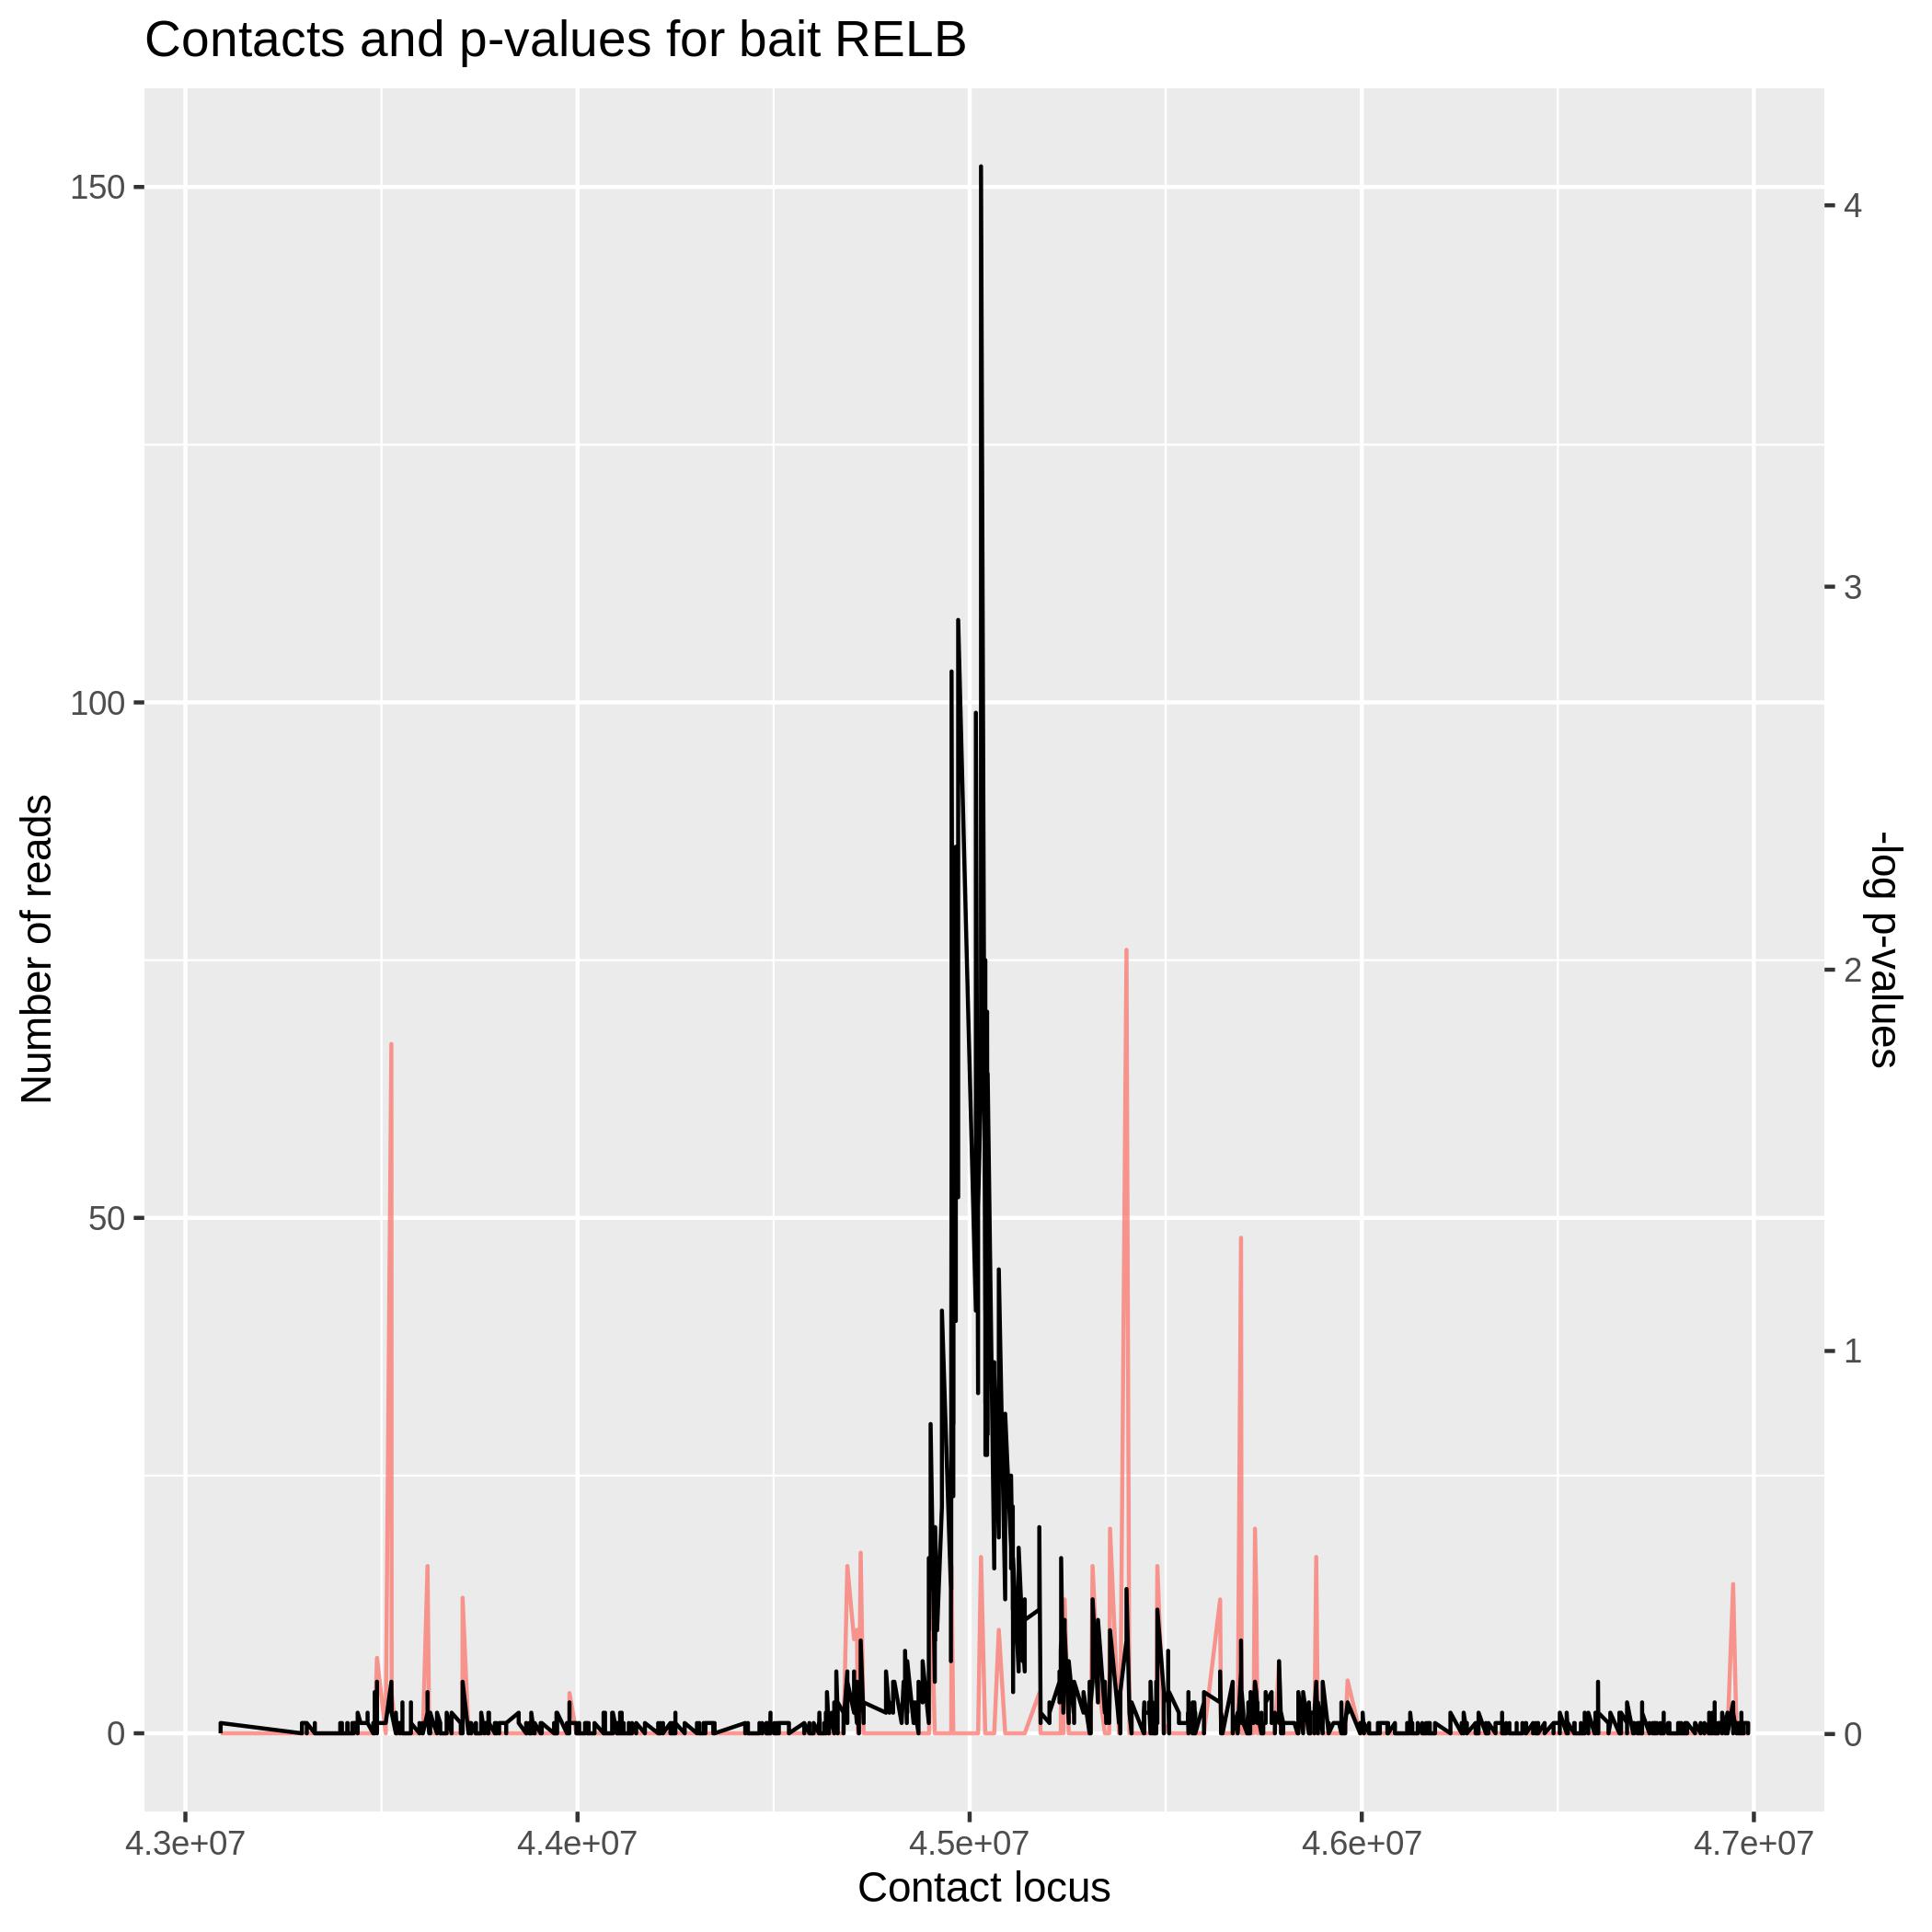 Contacts and p-values for bait RELB
150
100
50
0
Number of reads
4
3
2
1
0
-log p-values
4.3e+07
4.4e+07
4.5e+07
4.6e+07
4.7e+07
Contact locus